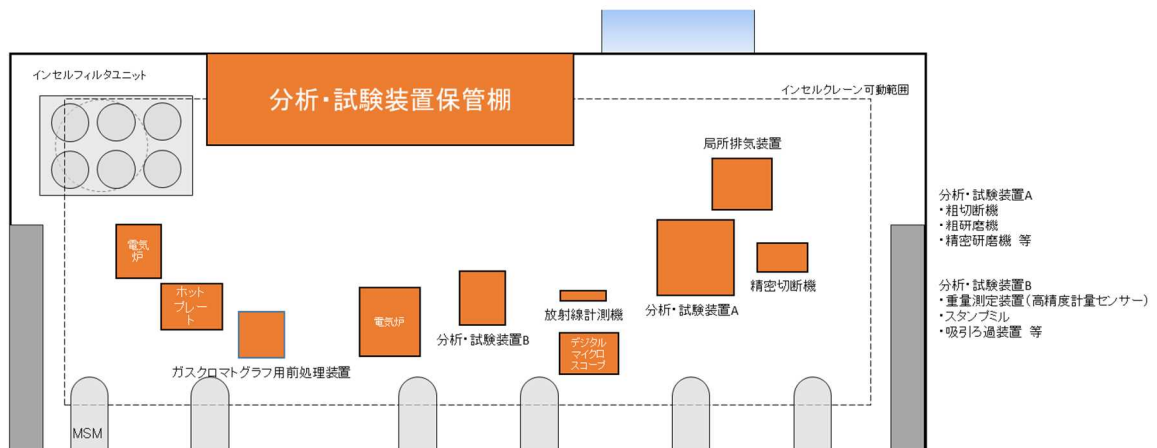 インセルフィルタユニット
分析・試験装置保管棚
インセルクレーン可動範囲
局所排気装置
分析・試験装置A
・粗切断機
・粗研磨機
・精密研磨機 等
電気
炉
精密切断機
ホット
プレー
ト
分析・試験装置B
・重量測定装置(高精度計量センサー)
・スタンプミル
・吸引ろ過装置 等
放射線計測機
分析・試験装置A
電気炉
分析・試験装置B
デジタル
マイクロ
スコープ
ガスクロマトグラフ用前処理装置
MSM